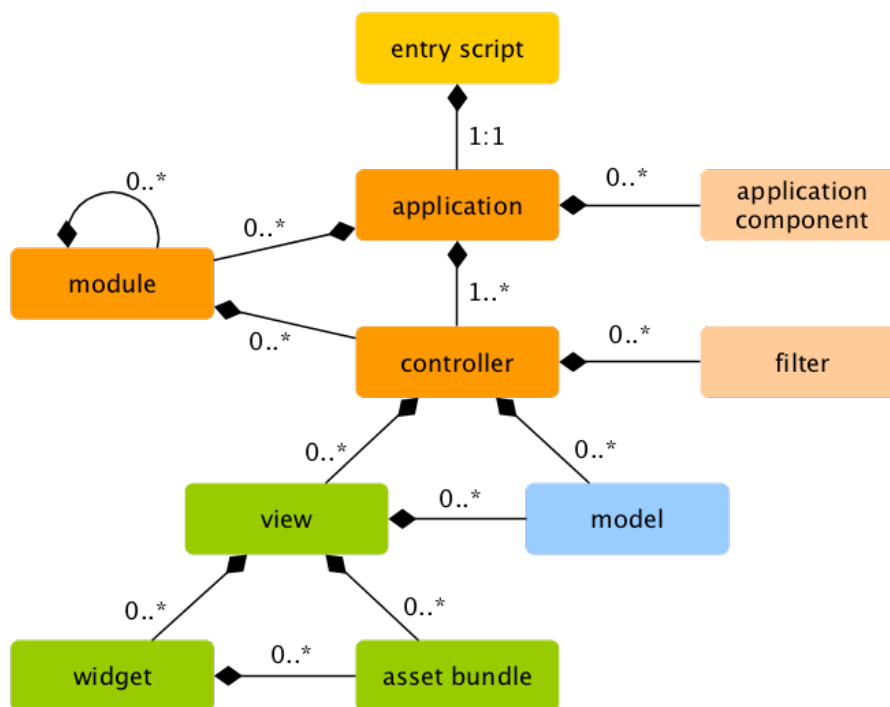 entry script
1:1
0..*
0..*
application
0..*
application
component
module
1..*
0..*
controller
0..*
filter
0..*
0..*
view
0..*
model
0..*
0..*
widget
0..*
asset bundle